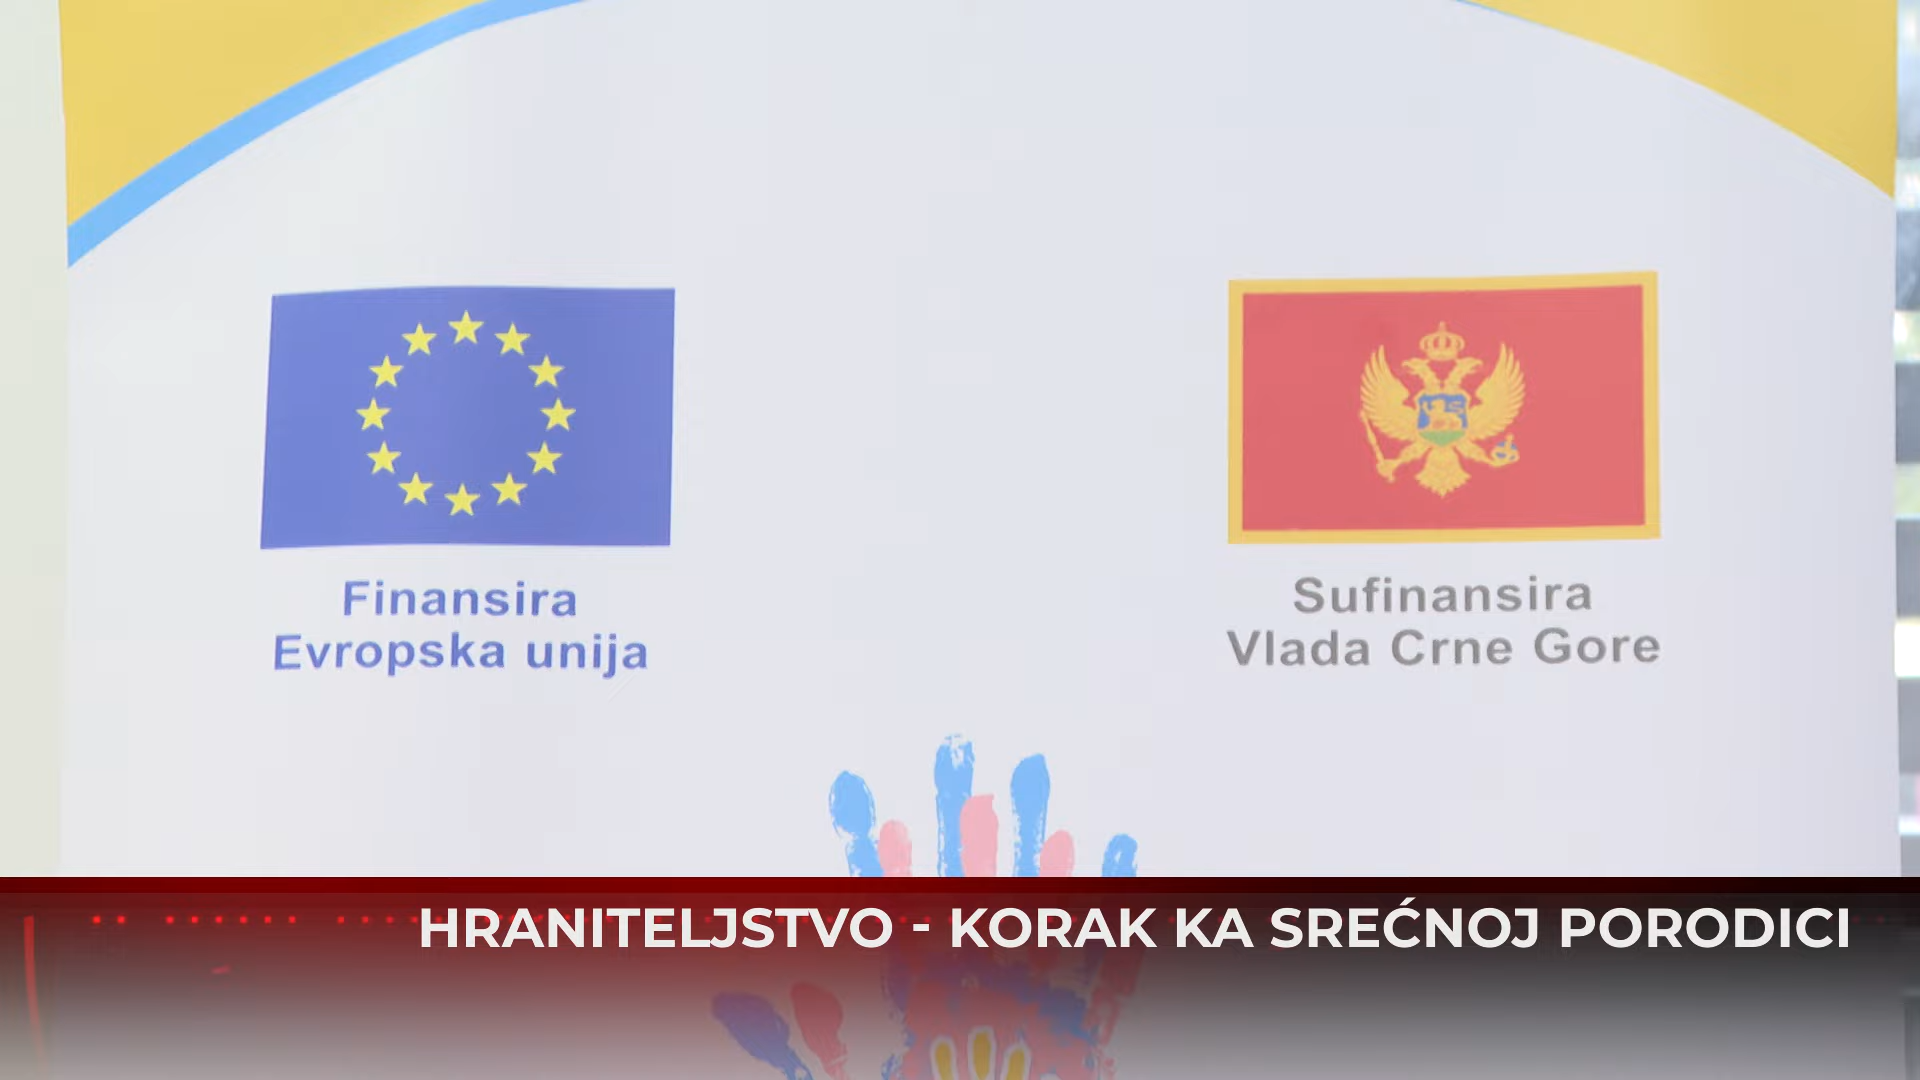 Finansira
Evropska unija
Sufinansira
Vlada Crne Gore
HRANITELJSTVO - KORAK KA SREĆNOJ PORODICI